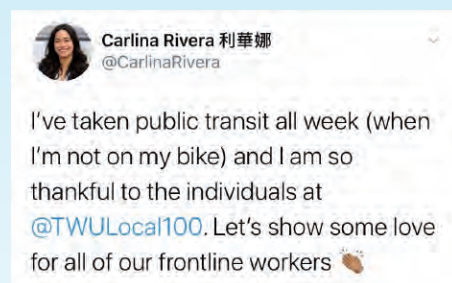 Carlina Rivera 利華娜
@CarlinaRivera
I've taken public transit all week (when
I'm not on my bike) and I am so
thankful to the individuals at
@TWULocal100. Let's show some love
for all of our frontline workers 👏🏽